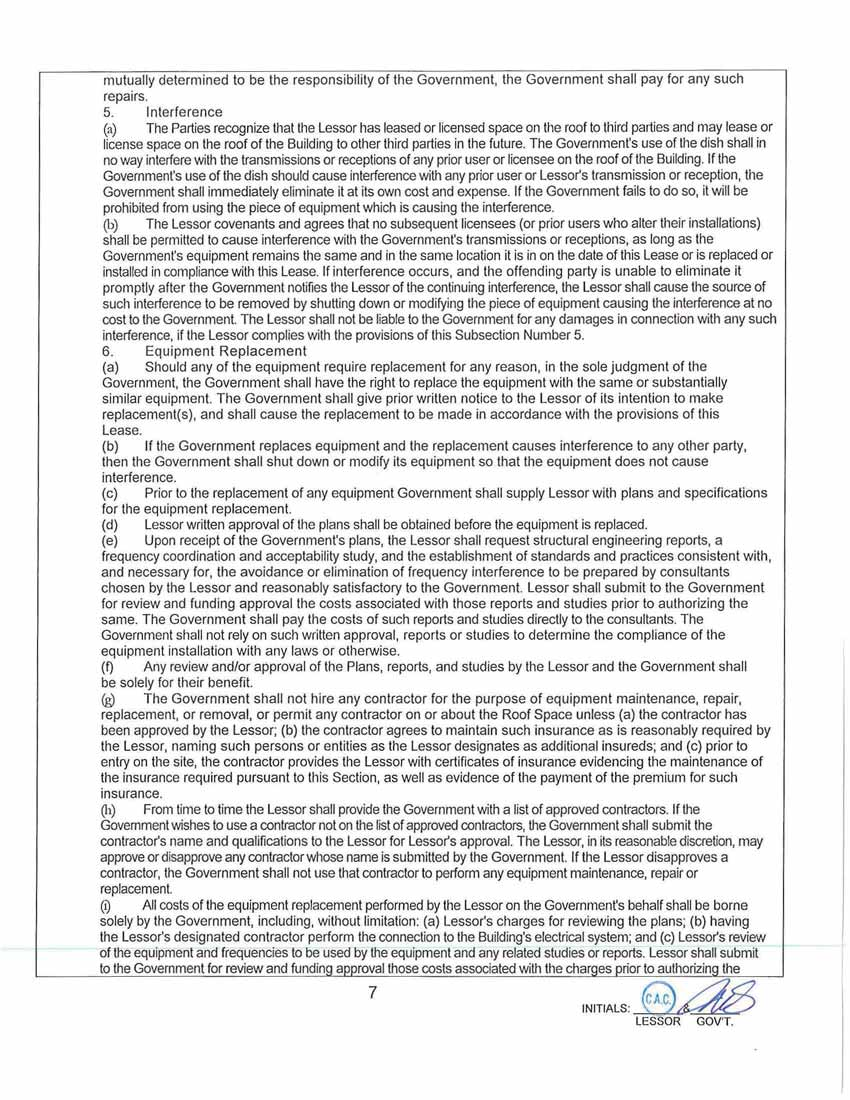 mutually determined to be the responsibility of the Government, the Government shall pay for any such
repairs.
5. Interference
(a) The Parties recognize that the Lessor has leased or licensed space on the roof to third parties and may lease or
license space on the roof of the Building to other third parties in the future. The Government's use of the dish shall in
no way interfere with the transmissions or receptions of any prior user or licensee on the roof of the Building. If the
Government's use of the dish should cause interference with any prior user or Lessor's transmission or reception, the
Government shall immediately eliminate it at its own cost and expense. If the Government fails to do so, it will be
prohibited from using the piece of equipment which is causing the interference.
(b) The Lessor covenants and agrees that no subsequent licensees (or prior users who alter their installations)
shall be permitted to cause interference with the Government's transmissions or receptions, as long as the
Government's equipment remains the same and in the same location it is in on the date of this Lease or is replaced or
installed in compliance with this Lease. If interference occurs, and the offending party is unable to eliminate it
promptly after the Government notifies the Lessor of the continuing interference, the Lessor shall cause the source of
such interference to be removed by shutting down or modifying the piece of equipment causing the interference at no
cost to the Government. The Lessor shall not be liable to the Government for any damages in connection with any such
interference, if the Lessor complies with the provisions of this Subsection Number 5.
6. Equipment Replacement
(a) Should any of the equipment require replacement for any reason, in the sole judgment of the
Government, the Government shall have the right to replace the equipment with the same or substantially
similar equipment. The Government shall give prior written notice to the Lessor of its intention to make
replacement(s), and shall cause the replacement to be made in accordance with the provisions of this
Lease.
(b) If the Government replaces equipment and the replacement causes interference to any other party,
then the Government shall shut down or modify its equipment so that the equipment does not cause
interference.
(c) Prior to the replacement of any equipment Government shall supply Lessor with plans and specifications
for the equipment replacement.
(d) Lessor written approval of the plans shall be obtained before the equipment is replaced.
(e) Upon receipt of the Government's plans, the Lessor shall request structural engineering reports, a
frequency coordination and acceptability study, and the establishment of standards and practices consistent with,
and necessary for, the avoidance or elimination of frequency interference to be prepared by consultants
chosen by the Lessor and reasonably satisfactory to the Government. Lessor shall submit to the Government
for review and funding approval the costs associated with those reports and studies prior to authorizing the
same. The Government shall pay the costs of such reports and studies directly to the consultants. The
Government shall not rely on such written approval, reports or studies to determine the compliance of the
equipment installation with any laws or otherwise.
(f) Any review and/or approval of the Plans, reports, and studies by the Lessor and the Government shall
be solely for their benefit.
(g) The Government shall not hire any contractor for the purpose of equipment maintenance, repair,
replacement, or removal, or permit any contractor on or about the Roof Space unless (a) the contractor has
been approved by the Lessor; (b) the contractor agrees to maintain such insurance as is reasonably required by
the Lessor, naming such persons or entities as the Lessor designates as additional insureds; and (c) prior to
entry on the site, the contractor provides the Lessor with certificates of insurance evidencing the maintenance of
the insurance required pursuant to this Section, as well as evidence of the payment of the premium for such
insurance.
(h) From time to time the Lessor shall provide the Government with a list of approved contractors. If the
Government wishes to use a contractor not on the list of approved contractors, the Government shall submit the
contractor's name and qualifications to the Lessor for Lessor's approval. The Lessor, in its reasonable discretion, may
approve or disapprove any contractor whose name is submitted by the Government. If the Lessor disapproves a
contractor, the Government shall not use that contractor to perform any equipment maintenance, repair or
replacement.
(i) All costs of the equipment replacement performed by the Lessor on the Government's behalf shall be borne
solely by the Government, including, without limitation: (a) Lessor's charges for reviewing the plans; (b) having
the Lessor's designated contractor perform the connection to the Building's electrical system; and (c) Lessor's review
of the equipment and frequencies to be used by the equipment and any related studies or reports. Lessor shall submit
to the Government for review and funding approval those costs associated with the charges prior to authorizing the
7
INITIALS: C.A.C. &
LESSOR GOV'T.